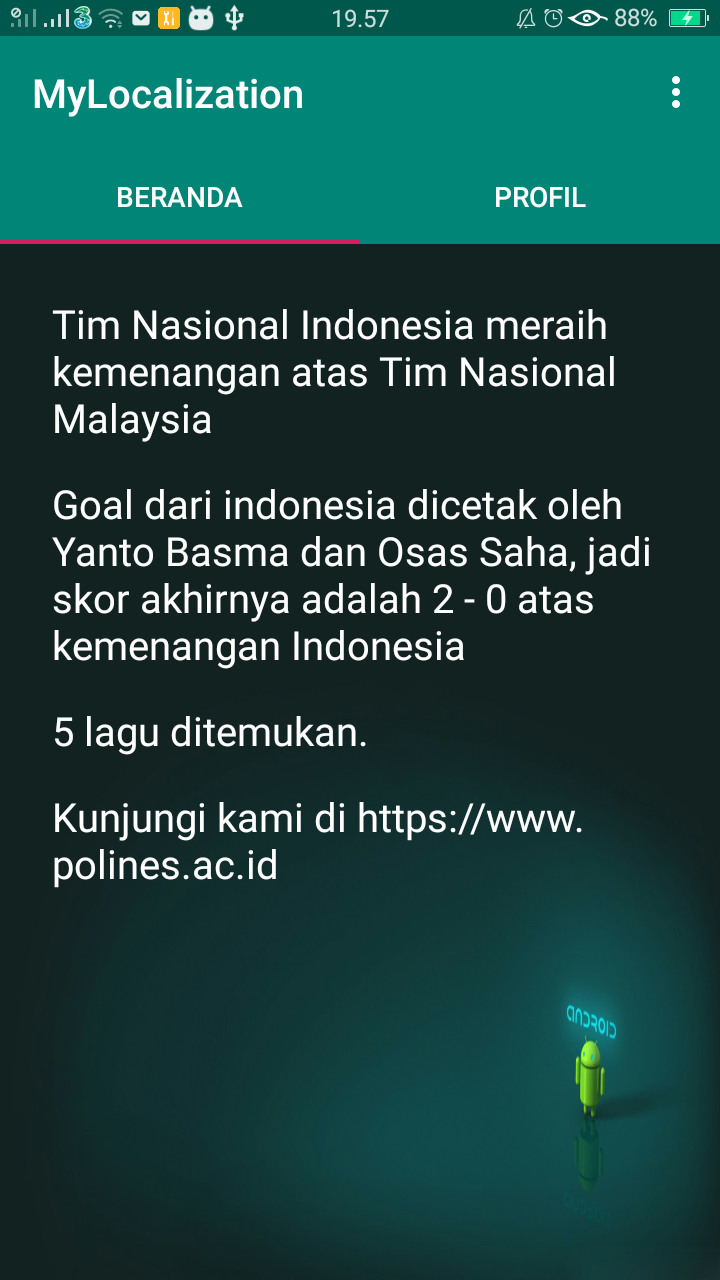 19.57
88%
MyLocalization
BERANDA
PROFIL
Tim Nasional Indonesia meraih
kemenangan atas Tim Nasional
Malaysia
Goal dari indonesia dicetak oleh
Yanto Basma dan Osas Saha, jadi
skor akhirnya adalah 2 - 0 atas
kemenangan Indonesia
5 lagu ditemukan.
Kunjungi kami di https://www.
polines.ac.id
ANDROID